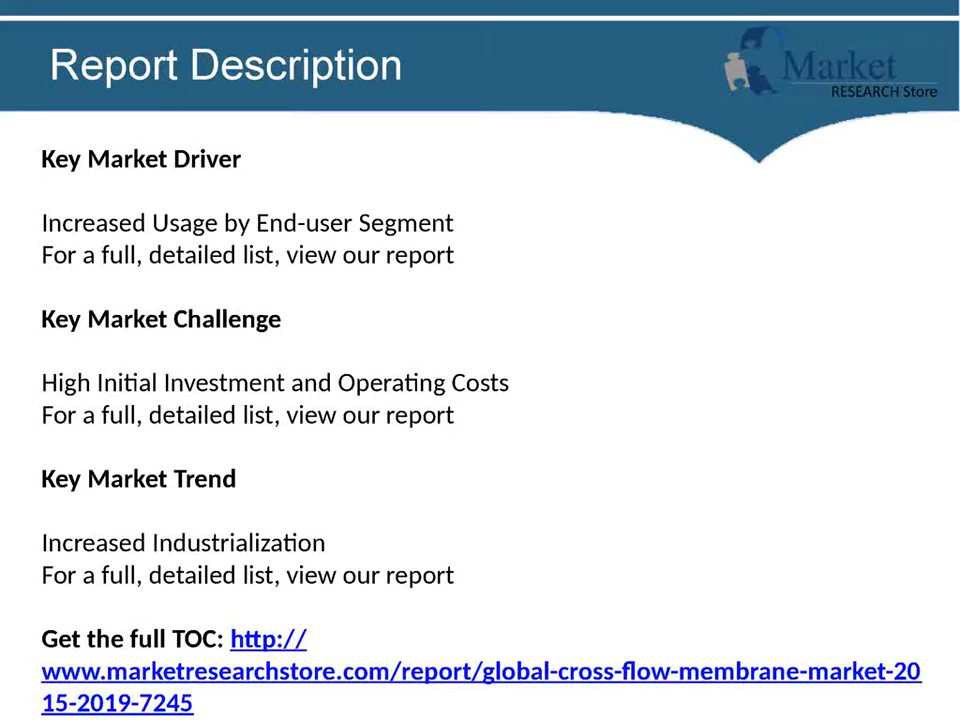 Report Description
Market
RESEARCH Store
Key Market Driver
Increased Usage by End-user Segment
For a full, detailed list, view our report
Key Market Challenge
High Initial Investment and Operating Costs
For a full, detailed list, view our report
Key Market Trend
Increased Industrialization
For a full, detailed list, view our report
Get the full TOC: http://
www.marketresearchstore.com/report/global-cross-flow-membrane-market-20
15-2019-7245